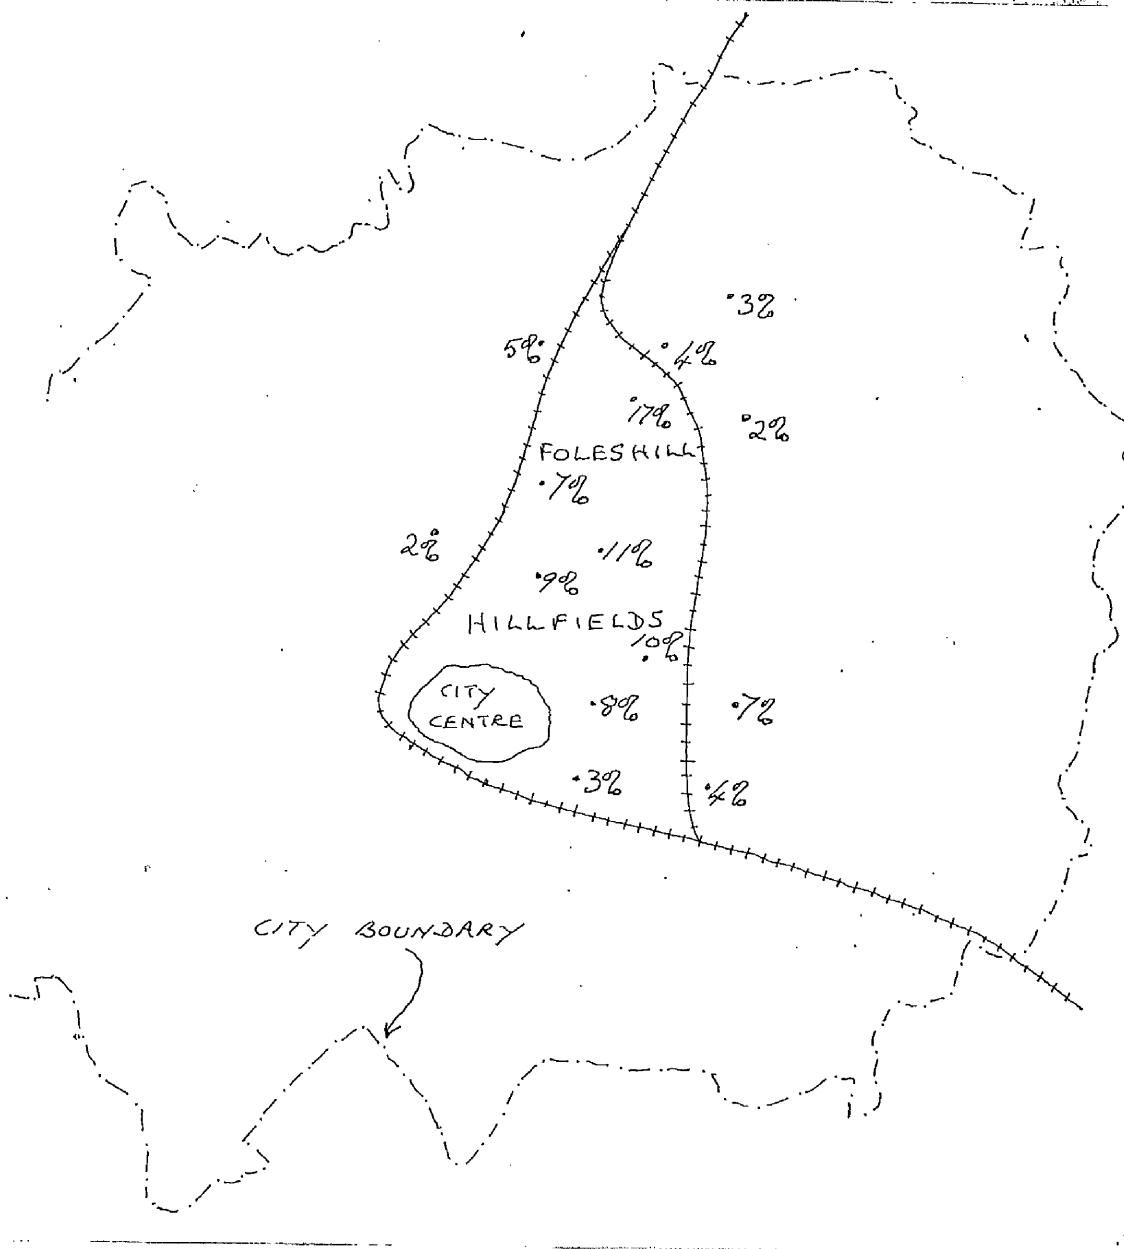 3%
5%
4%
17%
2%
FOLESHILL
7%
2%
11%
9%
HILLFIELDS
10%
CITY
CENTRE
8%
7%
3%
4%
CITY BOUNDARY